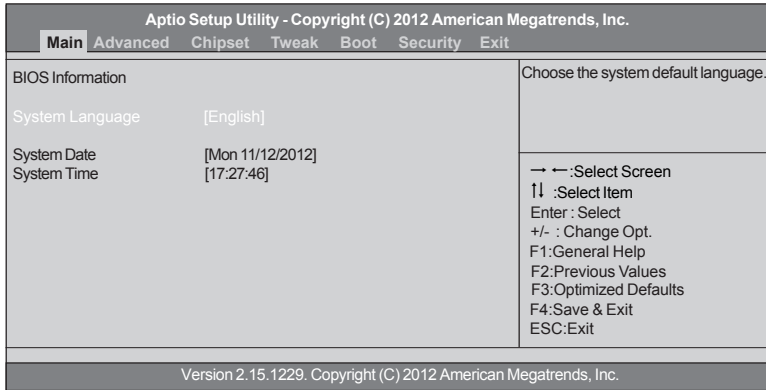 Aptio Setup Utility - Copyright (C) 2012 American Megatrends, Inc.
Main Advanced Chipset Tweak Boot Security Exit
BIOS Information
System Language [English]
System Date [Mon 11/12/2012]
System Time [17:27:46]
Choose the system default language.
→ ←:Select Screen
↑↓ :Select Item
Enter : Select
+/- : Change Opt.
F1:General Help
F2:Previous Values
F3:Optimized Defaults
F4:Save & Exit
ESC:Exit
Version 2.15.1229. Copyright (C) 2012 American Megatrends, Inc.